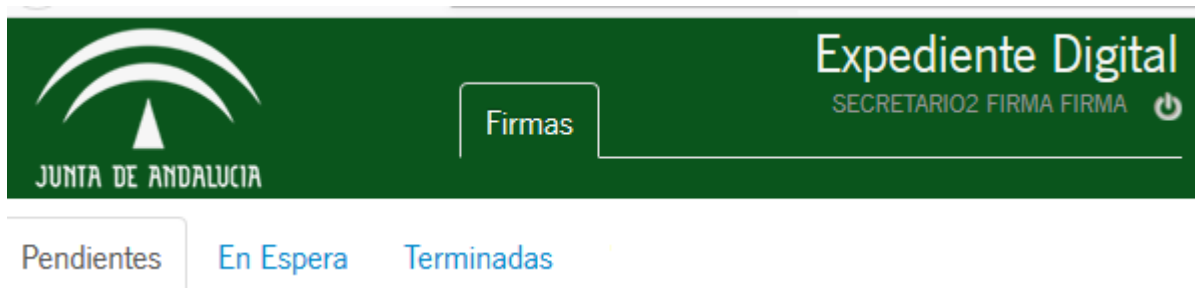 Expediente Digital
SECRETARIO2 FIRMA FIRMA
Firmas
JUNTA DE ANDALUCIA
Pendientes En Espera Terminadas